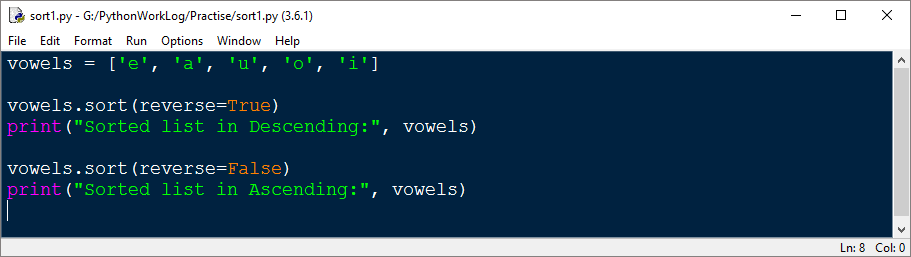 sort1.py - G:/PythonWorkLog/Practise/sort1.py (3.6.1)
File Edit Format Run Options Window Help
vowels = ['e', 'a', 'u', 'o', 'i']
vowels.sort(reverse=True)
print("Sorted list in Descending:", vowels)
vowels.sort(reverse=False)
print("Sorted list in Ascending:", vowels)
Ln: 8 Col: 0